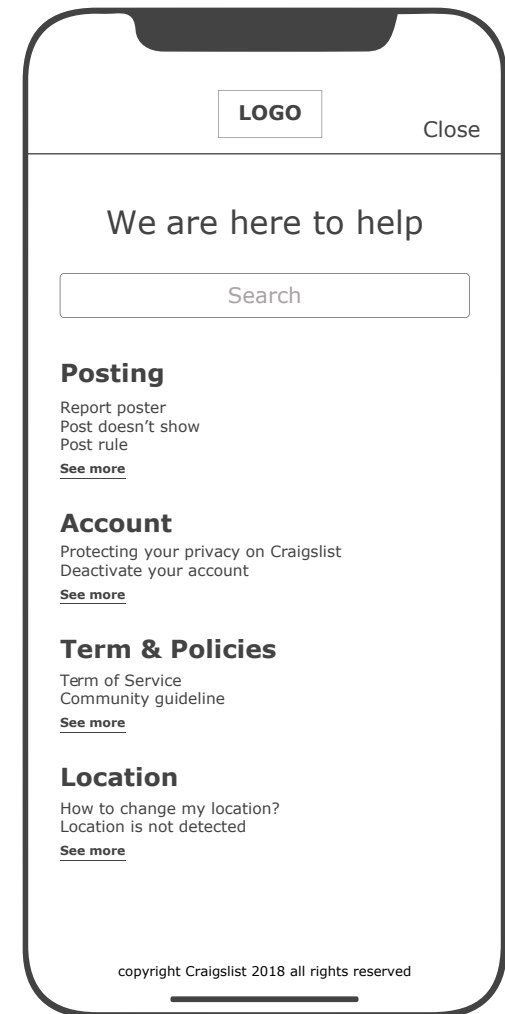 LOGO
Close
We are here to help
Search
Posting
Report poster
Post doesn’t show
Post rule
See more
Account
Protecting your privacy on Craigslist
Deactivate your account
See more
Term & Policies
Term of Service
Community guideline
See more
Location
How to change my location?
Location is not detected
See more
copyright Craigslist 2018 all rights reserved